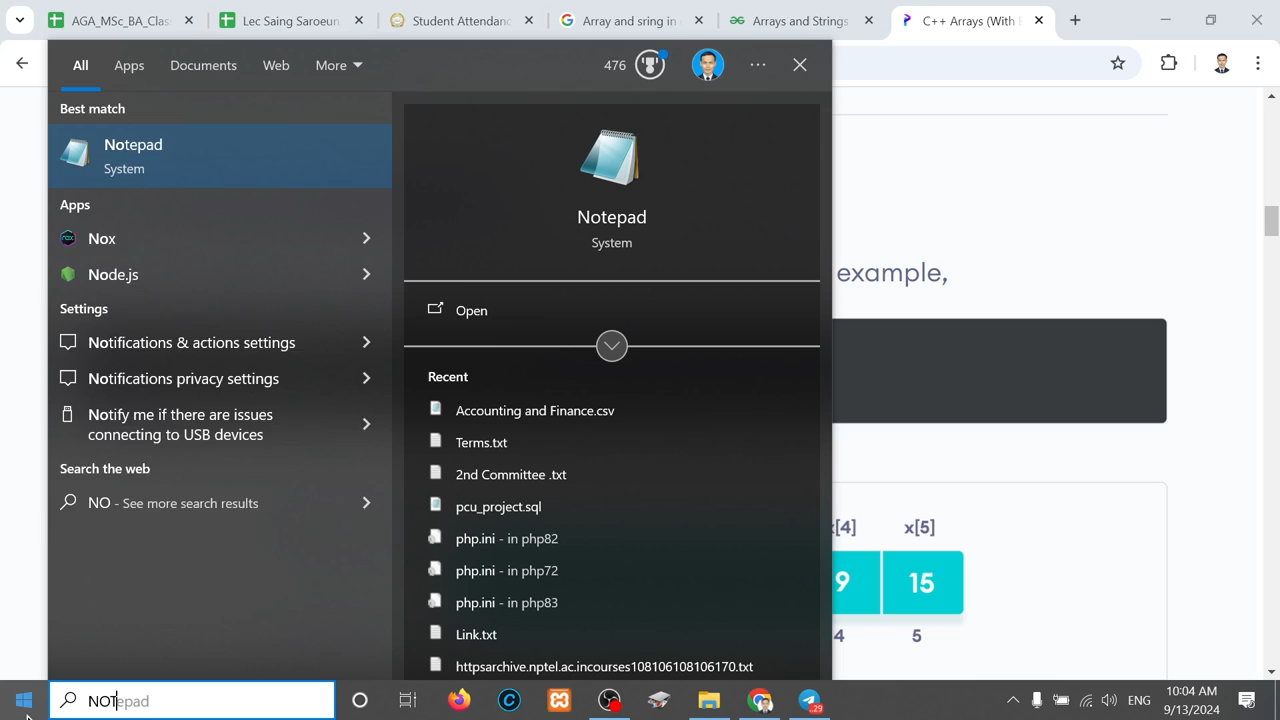 AGA_MSc_BA_Clas
Lec Saing Saroeun
Student Attendanc
Array and sring in
Arrays and Strings
C++ Arrays (With E
All
Apps
Documents
Web
More
476
Best match
Notepad
System
Apps
Nox
Node.js
Settings
Notifications & actions settings
Notifications privacy settings
Notify me if there are issues
connecting to USB devices
Search the web
NO - See more search results
Notepad
System
Open
Recent
Accounting and Finance.csv
Terms.txt
2nd Committee .txt
pcu_project.sql
php.ini - in php82
php.ini - in php72
php.ini - in php83
Link.txt
httpsarchive.nptel.ac.incourses108106108106170.txt
example,
x[4] x[5]
9 15
4 5
NOTepad
29
ENG
10:04 AM
9/13/2024